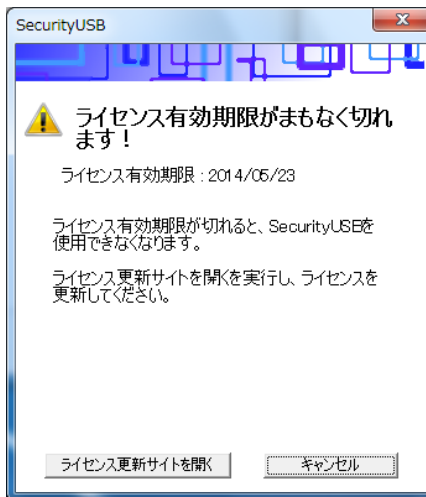 SecurityUSB
ライセンス有効期限がまもなく切れ
ます！
ライセンス有効期限 : 2014/05/23
ライセンス有効期限が切れると、SecurityUSBを
使用できなくなります。
ライセンス更新サイトを開くを実行し、ライセンスを
更新してください。
ライセンス更新サイトを開く
キャンセル